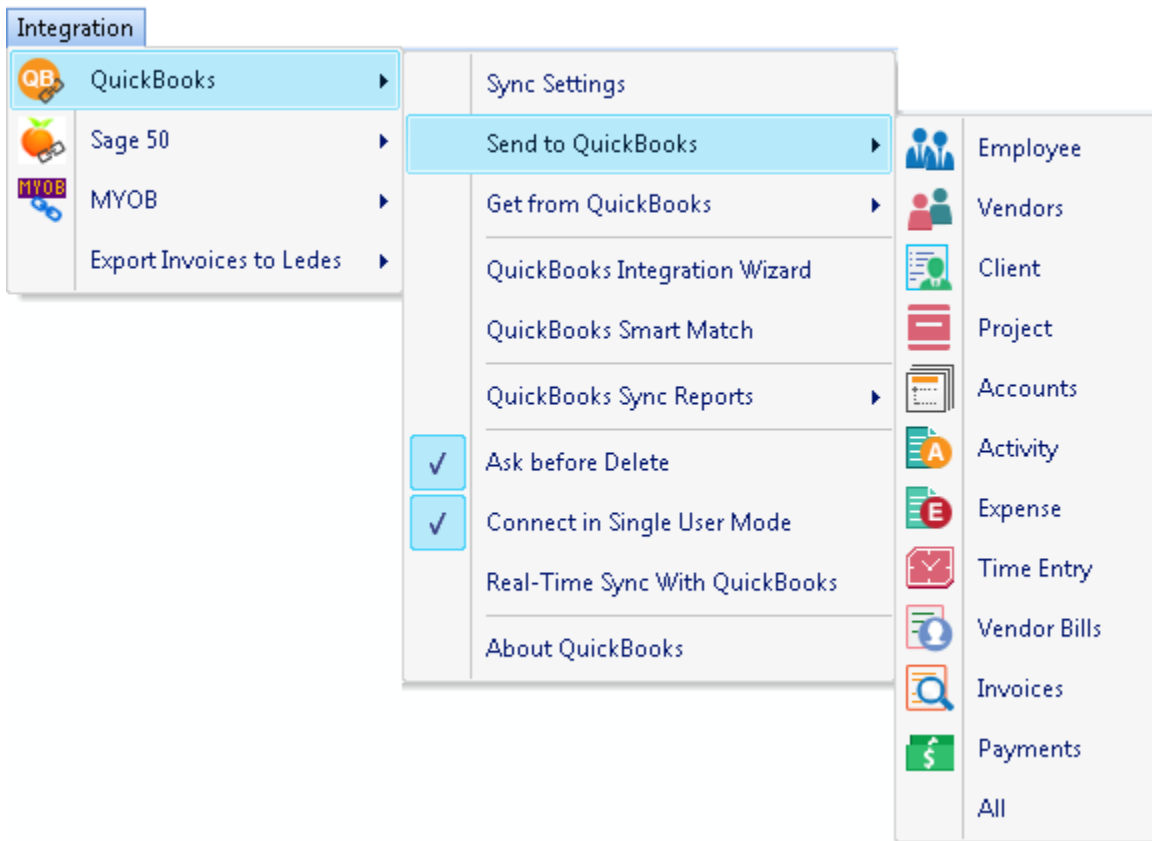 Integration
QB
QuickBooks
Sage 50
MYOB
MYOB
Export Invoices to Ledes
Sync Settings
Send to QuickBooks
Get from QuickBooks
QuickBooks Integration Wizard
QuickBooks Smart Match
QuickBooks Sync Reports
Ask before Delete
Connect in Single User Mode
Real-Time Sync With QuickBooks
About QuickBooks
Employee
Vendors
Client
Project
Accounts
A
Activity
E
Expense
Time Entry
Vendor Bills
Invoices
$
Payments
All